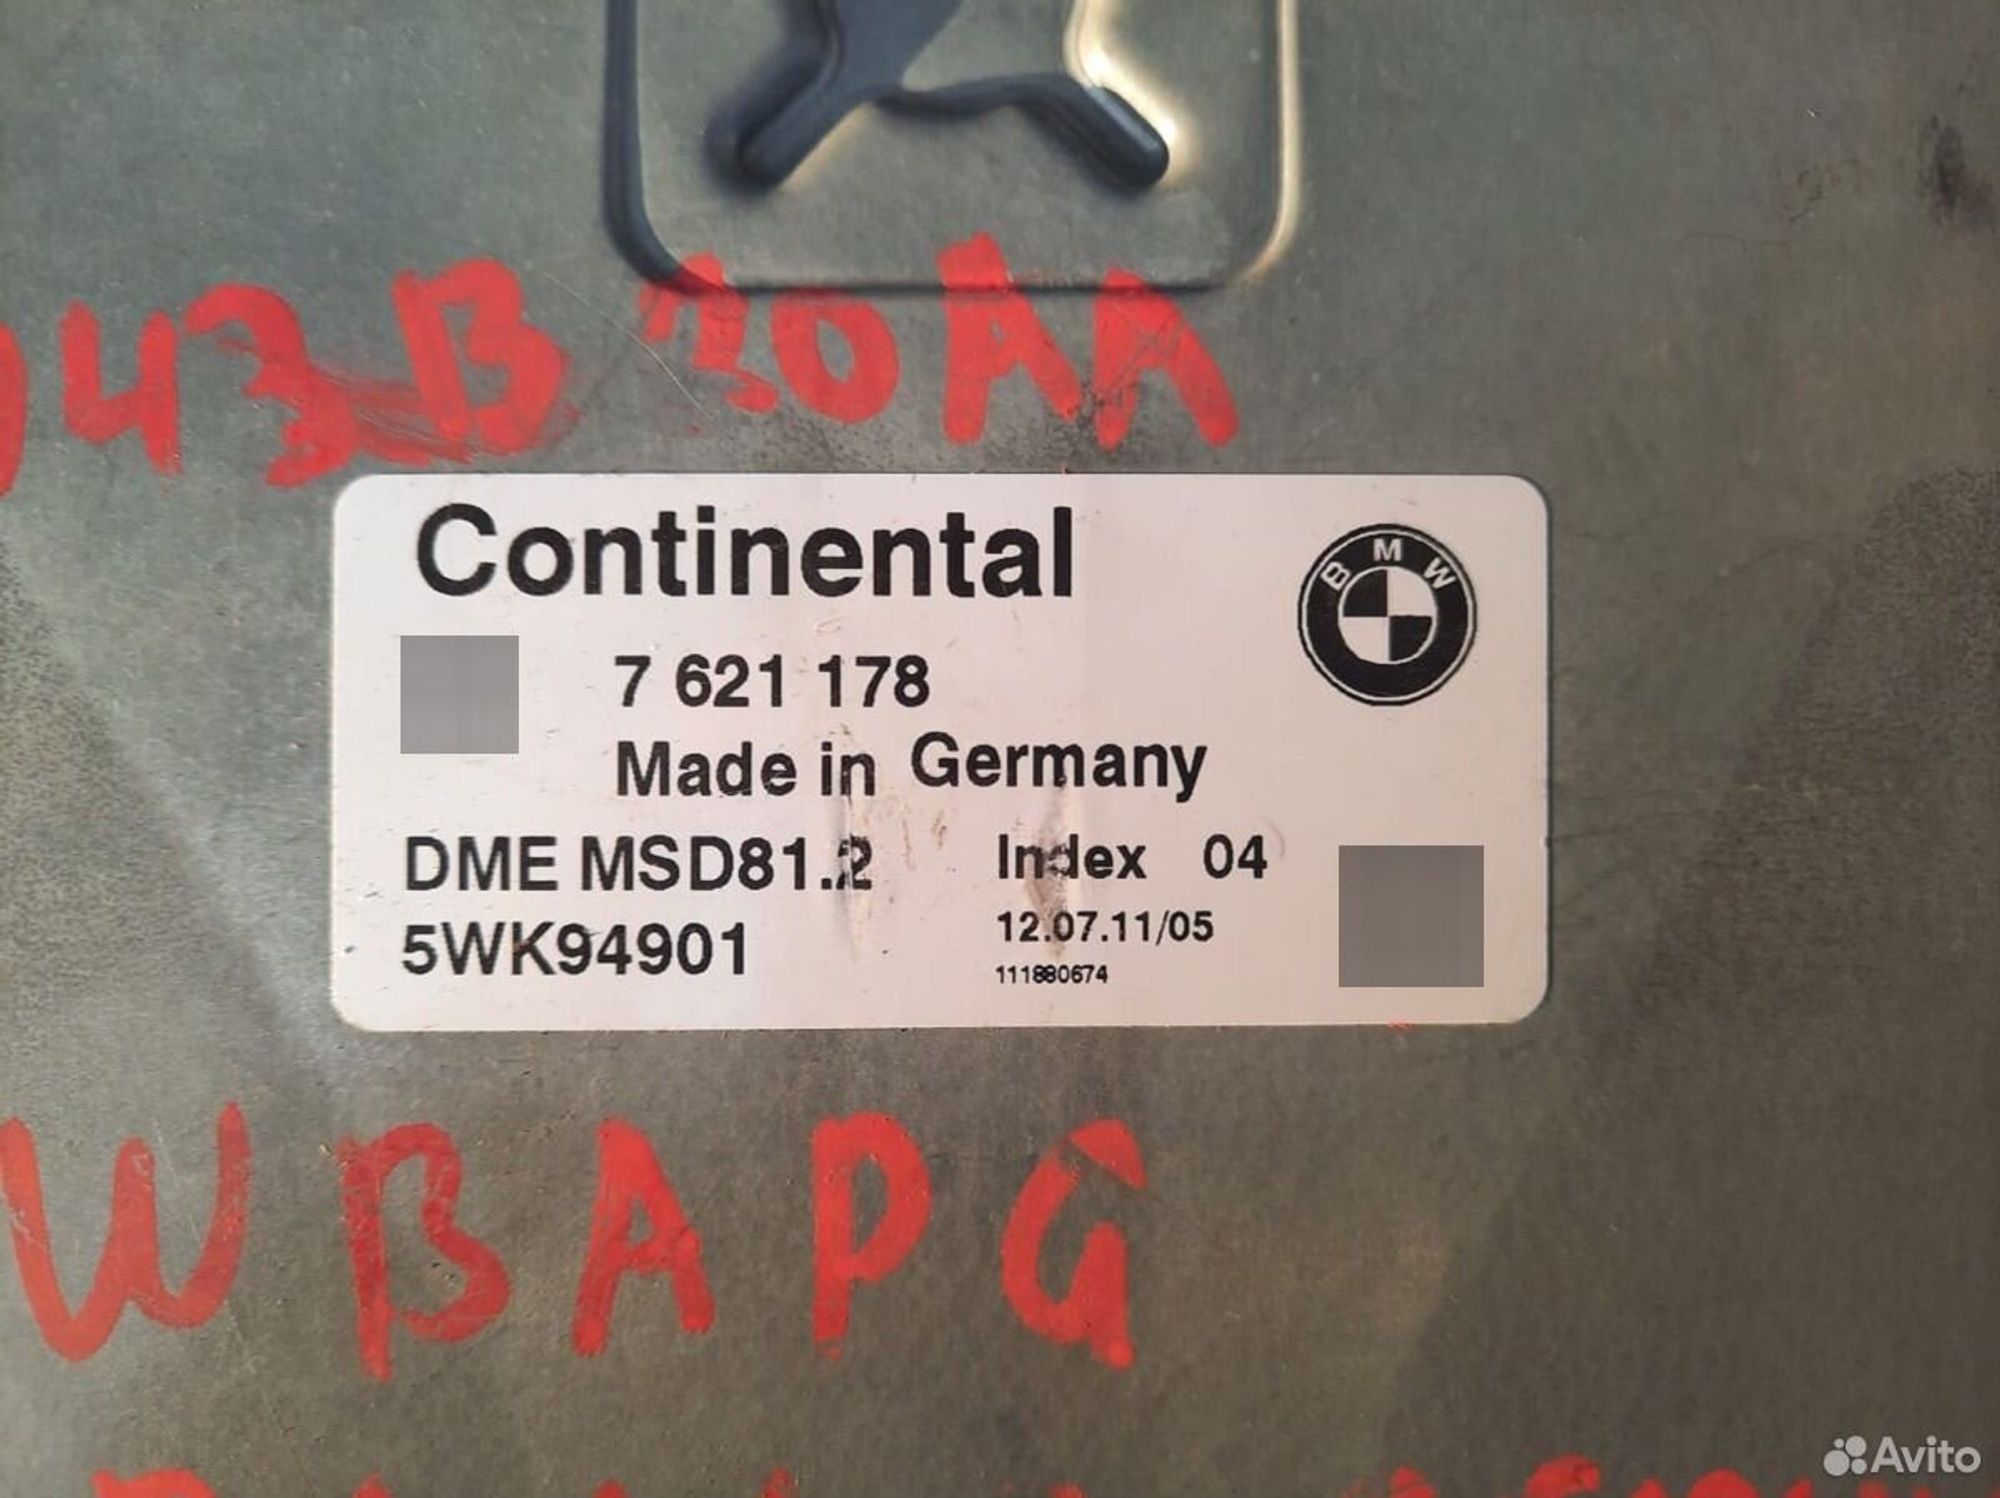 43B30AA
Continental
BMW
7 621 178
Made in Germany
DME MSD81.2 Index 04
5WK94901 12.07.11/05
111880674
WBAPG
Avito